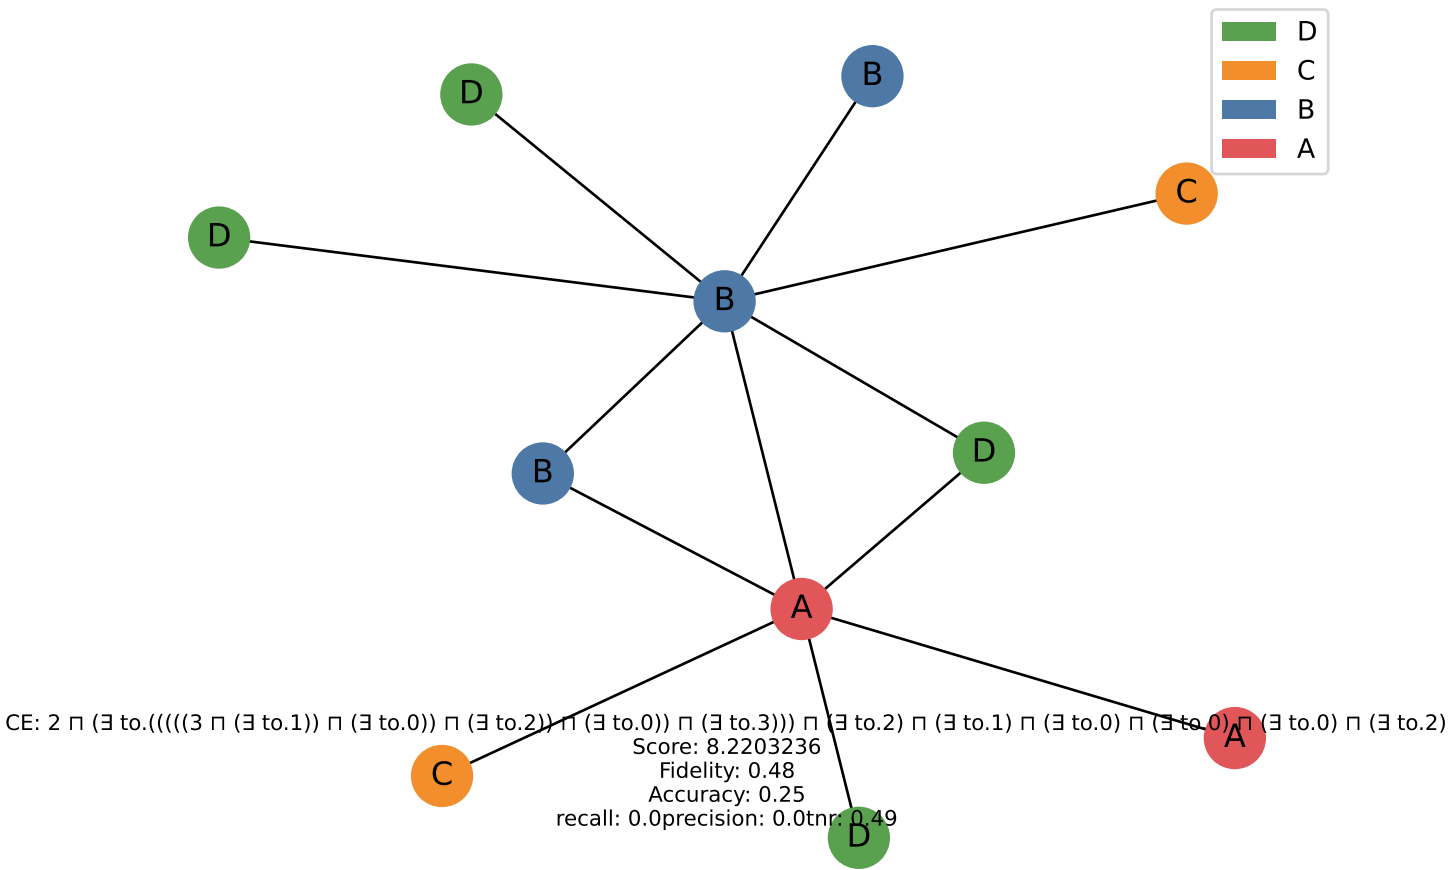 D
C
B
A
B
D
C
D
B
B
D
A
CE: 2 ⊓ (∃ to.(((((3 ⊓ (∃ to.1)) ⊓ (∃ to.0)) ⊓ (∃ to.2)) ⊓ (∃ to.0)) ⊓ (∃ to.3))) ⊓ (∃ to.2) ⊓ (∃ to.1) ⊓ (∃ to.0) ⊓ (∃ to.0) ⊓ (∃ to.0) ⊓ (∃ to.2)
A
Score: 8.2203236
C
Fidelity: 0.48
Accuracy: 0.25
recall: 0.0precision: 0.0tnr: 0.49
D